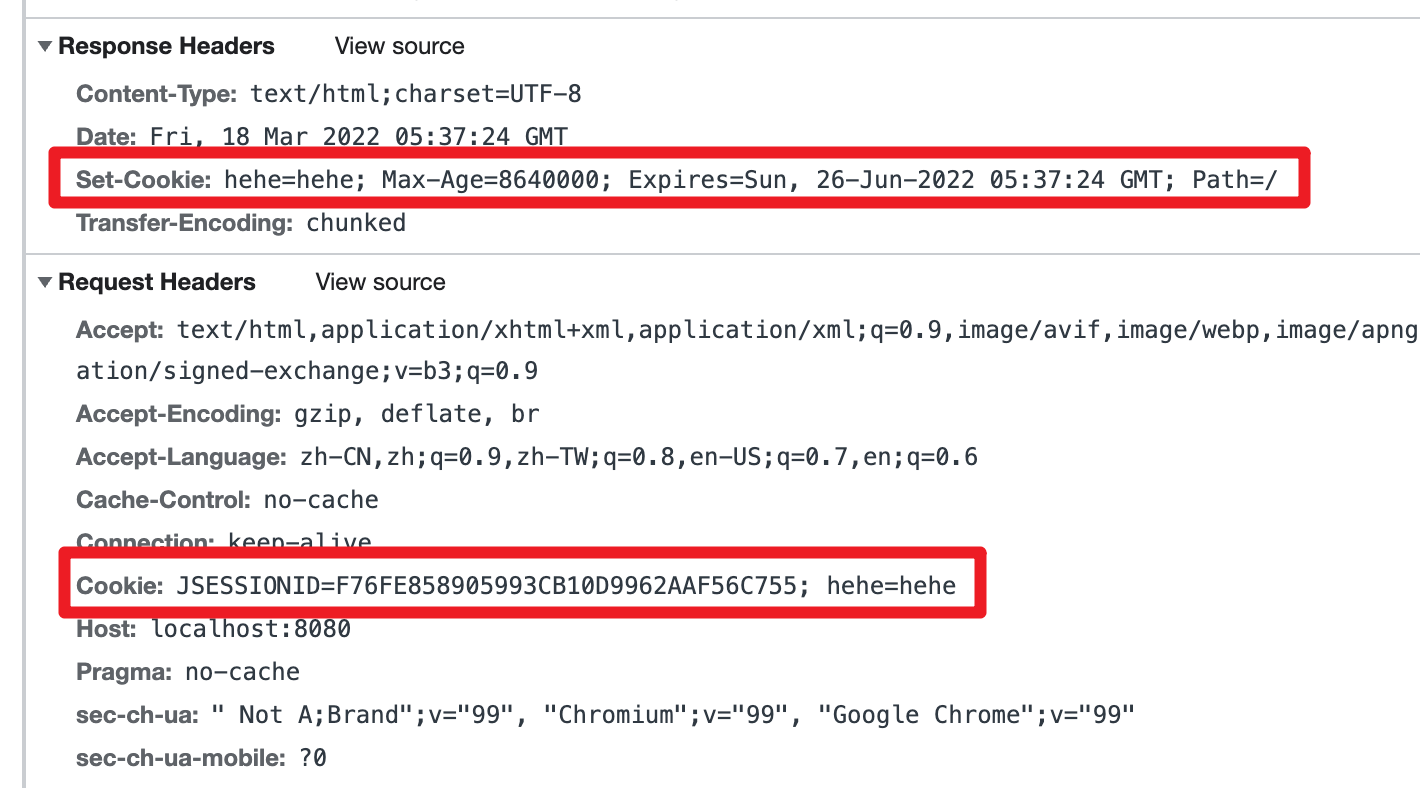 Response Headers View source
Content-Type: text/html;charset=UTF-8
Date: Fri, 18 Mar 2022 05:37:24 GMT
Set-Cookie: hehe=hehe; Max-Age=8640000; Expires=Sun, 26-Jun-2022 05:37:24 GMT; Path=/
Transfer-Encoding: chunked
Request Headers View source
Accept: text/html,application/xhtml+xml,application/xml;q=0.9,image/avif,image/webp,image/apng
ation/signed-exchange;v=b3;q=0.9
Accept-Encoding: gzip, deflate, br
Accept-Language: zh-CN,zh;q=0.9,zh-TW;q=0.8,en-US;q=0.7,en;q=0.6
Cache-Control: no-cache
Connection: keep-alive
Cookie: JSESSIONID=F76FE858905993CB10D9962AAF56C755; hehe=hehe
Host: localhost:8080
Pragma: no-cache
sec-ch-ua: " Not A;Brand";v="99", "Chromium";v="99", "Google Chrome";v="99"
sec-ch-ua-mobile: ?0